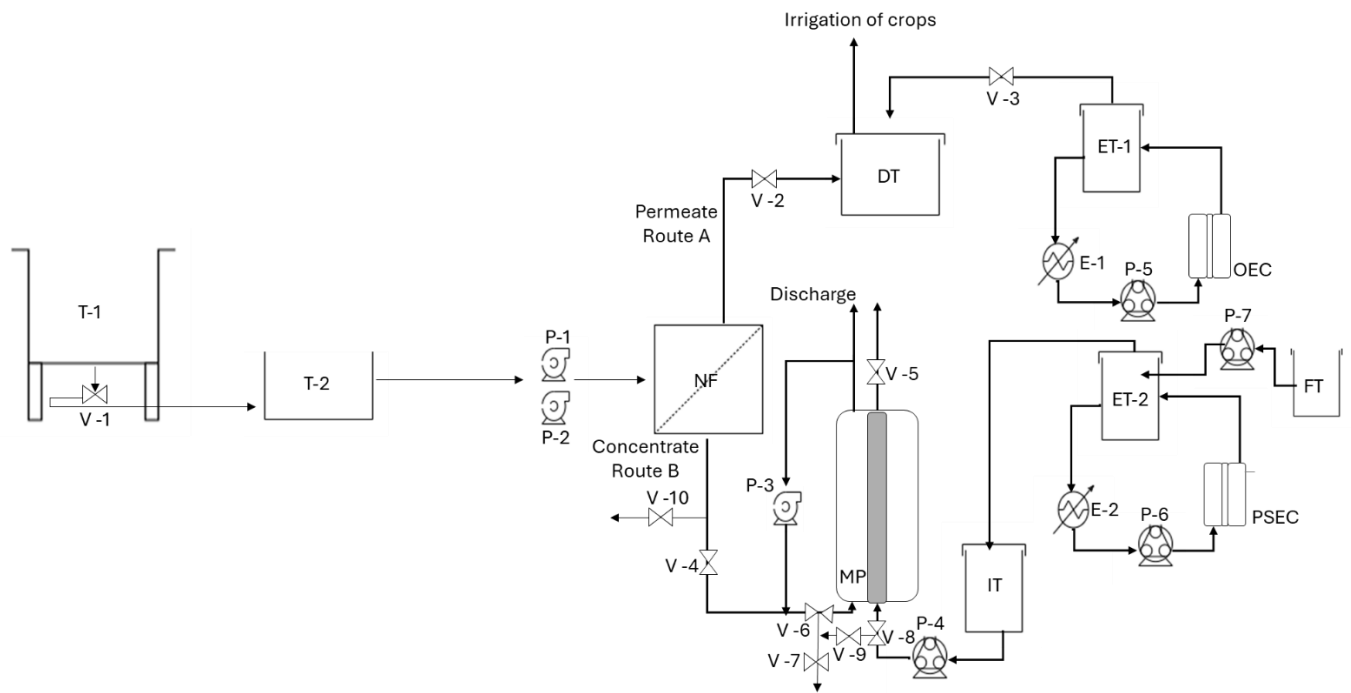 Irrigation of crops
V -3
ET-1
DT
V -2
Permeate
Route A
E-1
P-5
OEC
T-1
Discharge
P-7
P-1
NF
V -5
T-2
ET-2
FT
V -1
P-2
Concentrate
Route B
P-3
V -10
E-2
P-6
PSEC
V -4
MP
IT
V -6
P-4
V -8
V -9
V -7